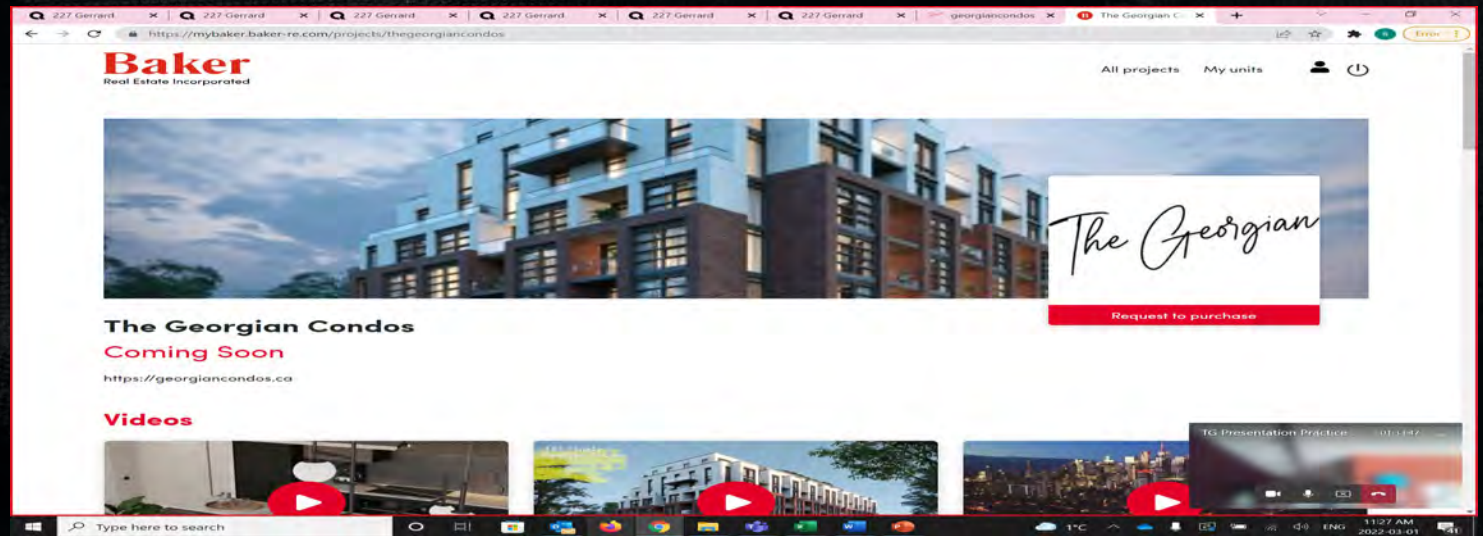 227 Gerrard
227 Gerrard
227 Gerrard
227 Gerrard
227 Gerrard
227 Gerrard
georgiancondos
The Georgian C
https://mybaker.baker-re.com/projects/thegeorgiancondos
Error
Baker
Real Estate Incorporated
All projects
My units
The Georgian
Request to purchase
The Georgian Condos
Coming Soon
https://georgiancondos.ca
Videos
TG Presentation Practice
Type here to search
1°C
ENG
11:27 AM
2022-03-01
41